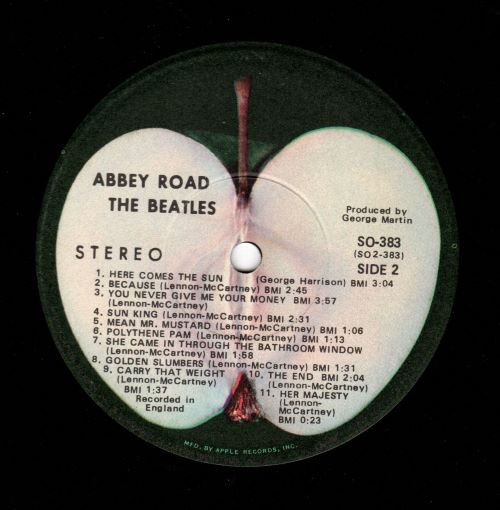 ABBEY ROAD
THE BEATLES
Produced by
George Martin
STEREO
SO-383
(SO2-383)
SIDE 2
1. HERE COMES THE SUN (George Harrison) BMI 3:04
2. BECAUSE (Lennon-McCartney) BMI 2:45
3. YOU NEVER GIVE ME YOUR MONEY BMI 3:57
(Lennon-McCartney)
4. SUN KING (Lennon-McCartney) BMI 2:31
5. MEAN MR. MUSTARD (Lennon-McCartney) BMI 1:06
6. POLYTHENE PAM (Lennon-McCartney) BMI 1:13
7. SHE CAME IN THROUGH THE BATHROOM WINDOW
(Lennon-McCartney) BMI 1:58
8. GOLDEN SLUMBERS (Lennon-McCartney) BMI 1:31
9. CARRY THAT WEIGHT
(Lennon-McCartney)
BMI 1:37
10. THE END BMI 2:04
(Lennon-McCartney)
11. HER MAJESTY
(Lennon-
McCartney)
BMI 0:23
Recorded in
England
MFD. BY APPLE RECORDS, INC.